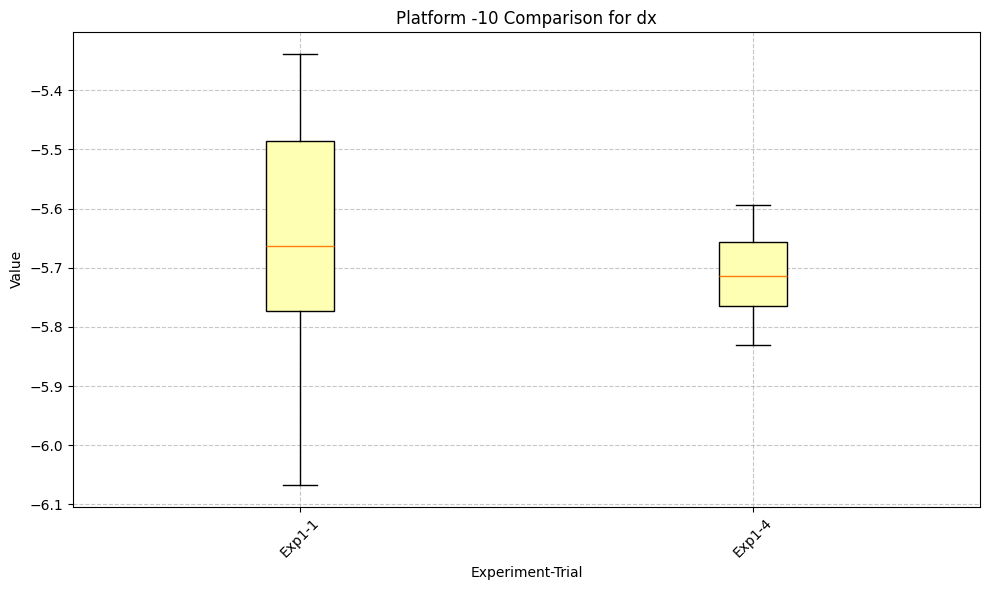 Platform -10 Comparison for dx
Value
−5.4
−5.5
−5.6
−5.7
−5.8
−5.9
−6.0
−6.1
Exp1-1
Exp1-4
Experiment-Trial